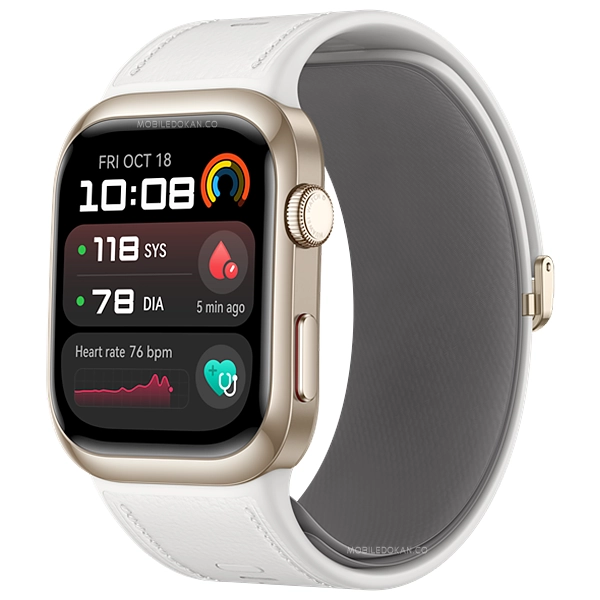 MOBILEDOKAN.CO
FRI OCT 18
10:08
118 SYS
78 DIA
5 min ago
Heart rate 76 bpm
MOBILEDOKAN.CO